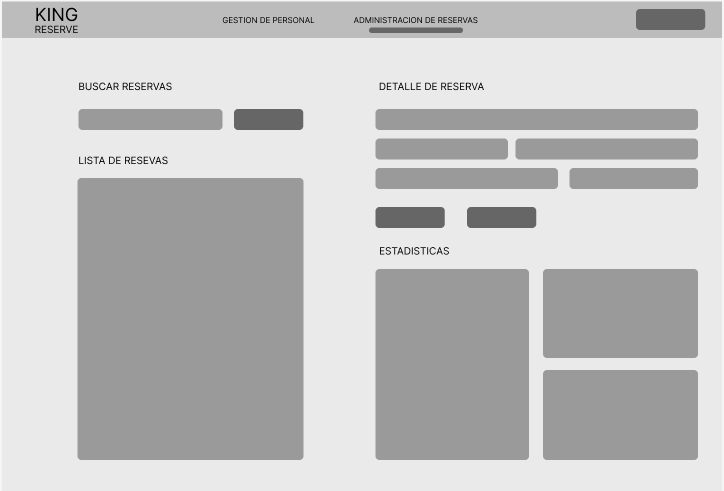 KING
RESERVE
GESTION DE PERSONAL
ADMINISTRACION DE RESERVAS
BUSCAR RESERVAS
LISTA DE RESEVAS
DETALLE DE RESERVA
ESTADISTICAS